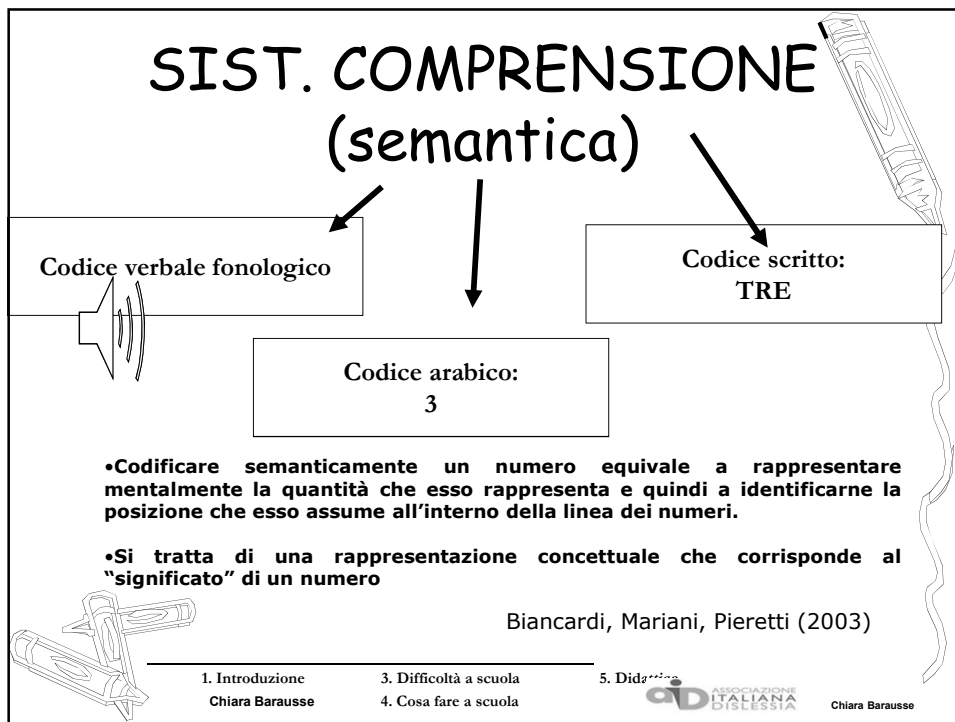 SIST. COMPRENSIONE
(semantica)
Codice verbale fonologico
Codice scritto:
TRE
Codice arabico:
3
•Codificare semanticamente un numero equivale a rappresentare
mentalmente la quantità che esso rappresenta e quindi a identificarne la
posizione che esso assume all'interno della linea dei numeri.
•Si tratta di una rappresentazione concettuale che corrisponde al
“significato” di un numero
Biancardi, Mariani, Pieretti (2003)
1. Introduzione
3. Difficoltà a scuola
5. Didattica
Chiara Barausse
4. Cosa fare a scuola
ASSOCIAZIONE
ITALIANA
DISLESSIA
Chiara Barausse